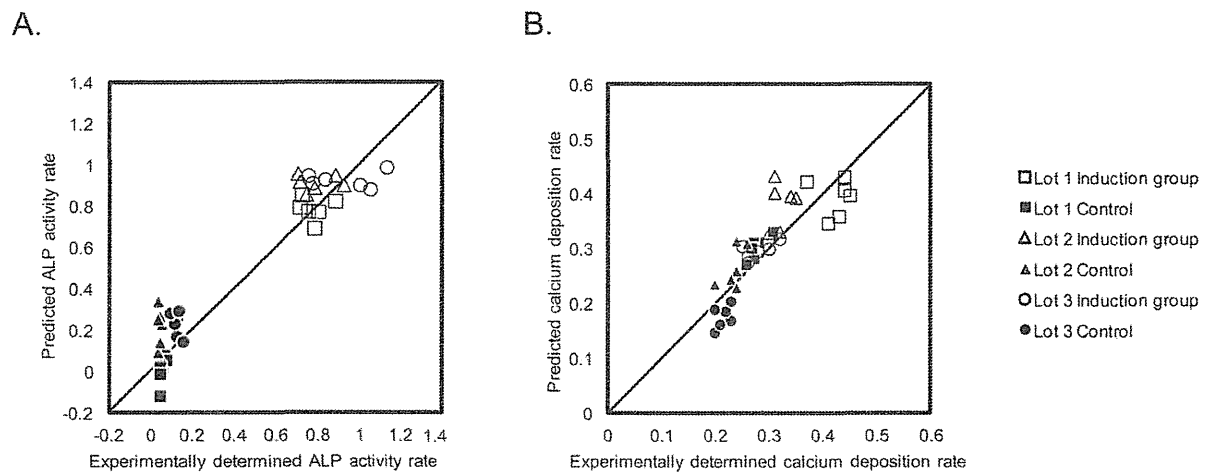 A.
B.
1.4
1.2
1
0.8
0.6
0.4
0.2
0
-0.2
Predicted ALP activity rate
-0.2 0 0.2 0.4 0.6 0.8 1 1.2 1.4
Experimentally determined ALP activity rate
0.6
0.5
0.4
0.3
0.2
0.1
0
Predicted calcium deposition rate
0 0.1 0.2 0.3 0.4 0.5 0.6
Experimentally determined calcium deposition rate
Lot 1 Induction group
Lot 1 Control
Lot 2 Induction group
Lot 2 Control
Lot 3 Induction group
Lot 3 Control